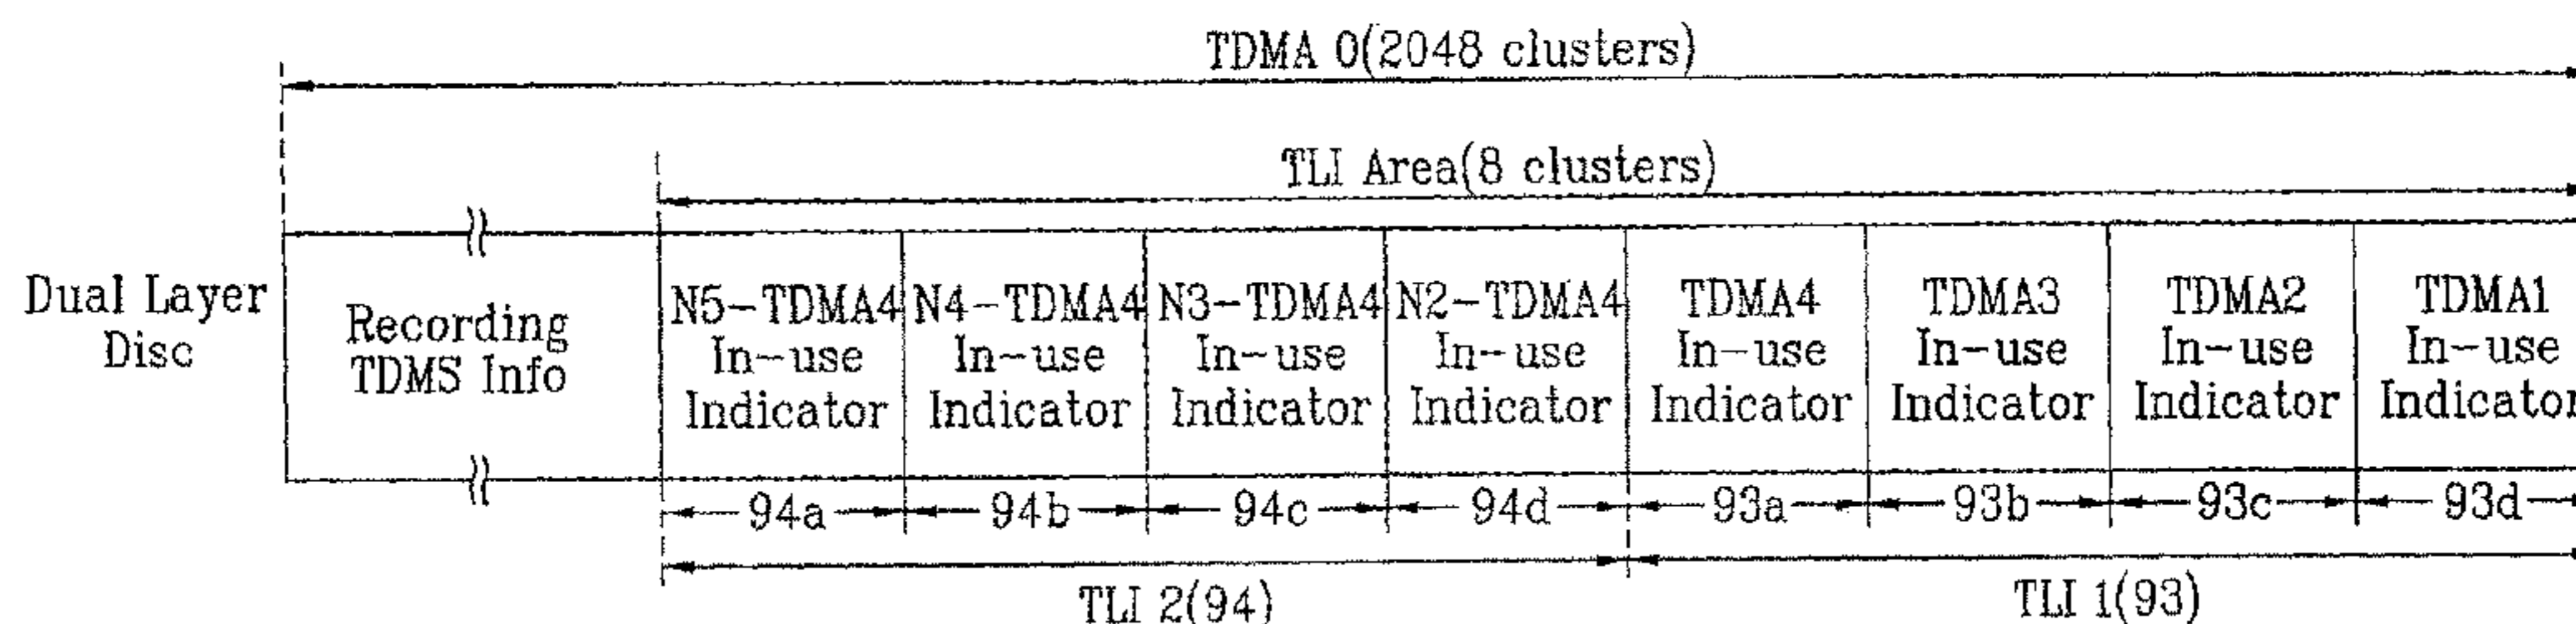 TDMA 0(2048 clusters)
TLI Area(8 clusters)
Dual Layer
Disc
Recording
TDMS Info
N5-TDMA4
In-use
Indicator
N4-TDMA4
In-use
Indicator
N3-TDMA4
In-use
Indicator
N2-TDMA4
In-use
Indicator
TDMA4
In-use
Indicator
TDMA3
In-use
Indicator
TDMA2
In-use
Indicator
TDMA1
In-use
Indicator
94a
94b
94c
94d
93a
93b
93c
93d
TLI 2(94)
TLI 1(93)